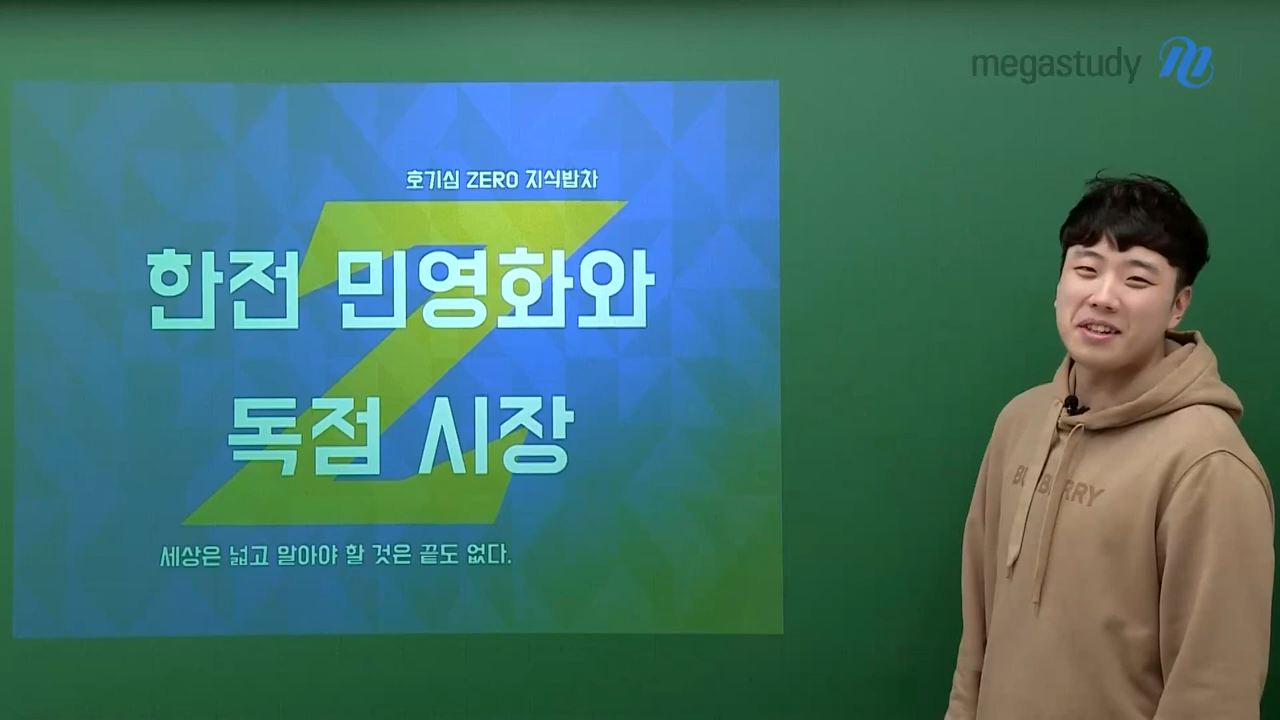 megastudy
호기심 ZERO 지식밥차
한전 민영화와
독점 시장
세상은 넓고 알아야 할 것은 끝도 없다.